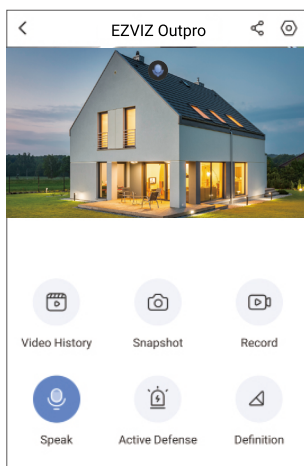 EZVIZ Outpro
Video History
Snapshot
Record
Speak
Active Defense
Definition